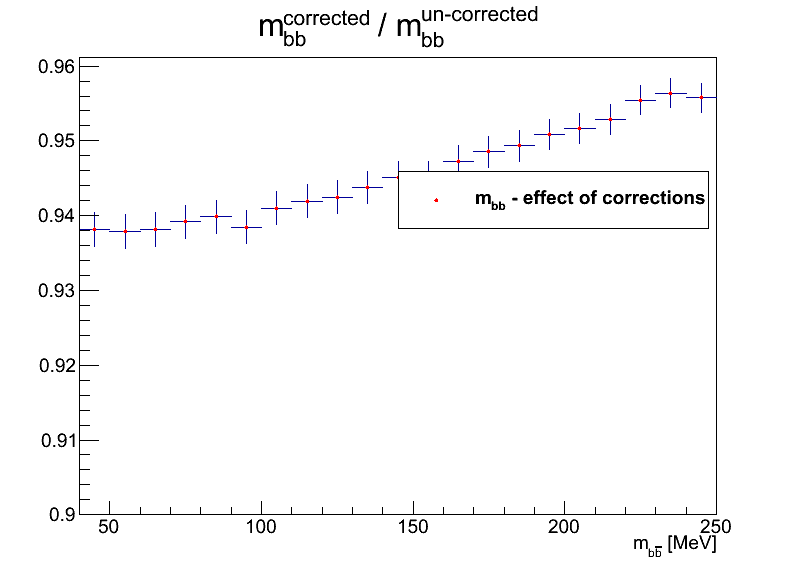 m_bb^corrected / m_bb^un-corrected
0.96
0.95
0.94
m_bb - effect of corrections
0.93
0.92
0.91
0.9
50 100 150 200 250
m_bb̅ [MeV]